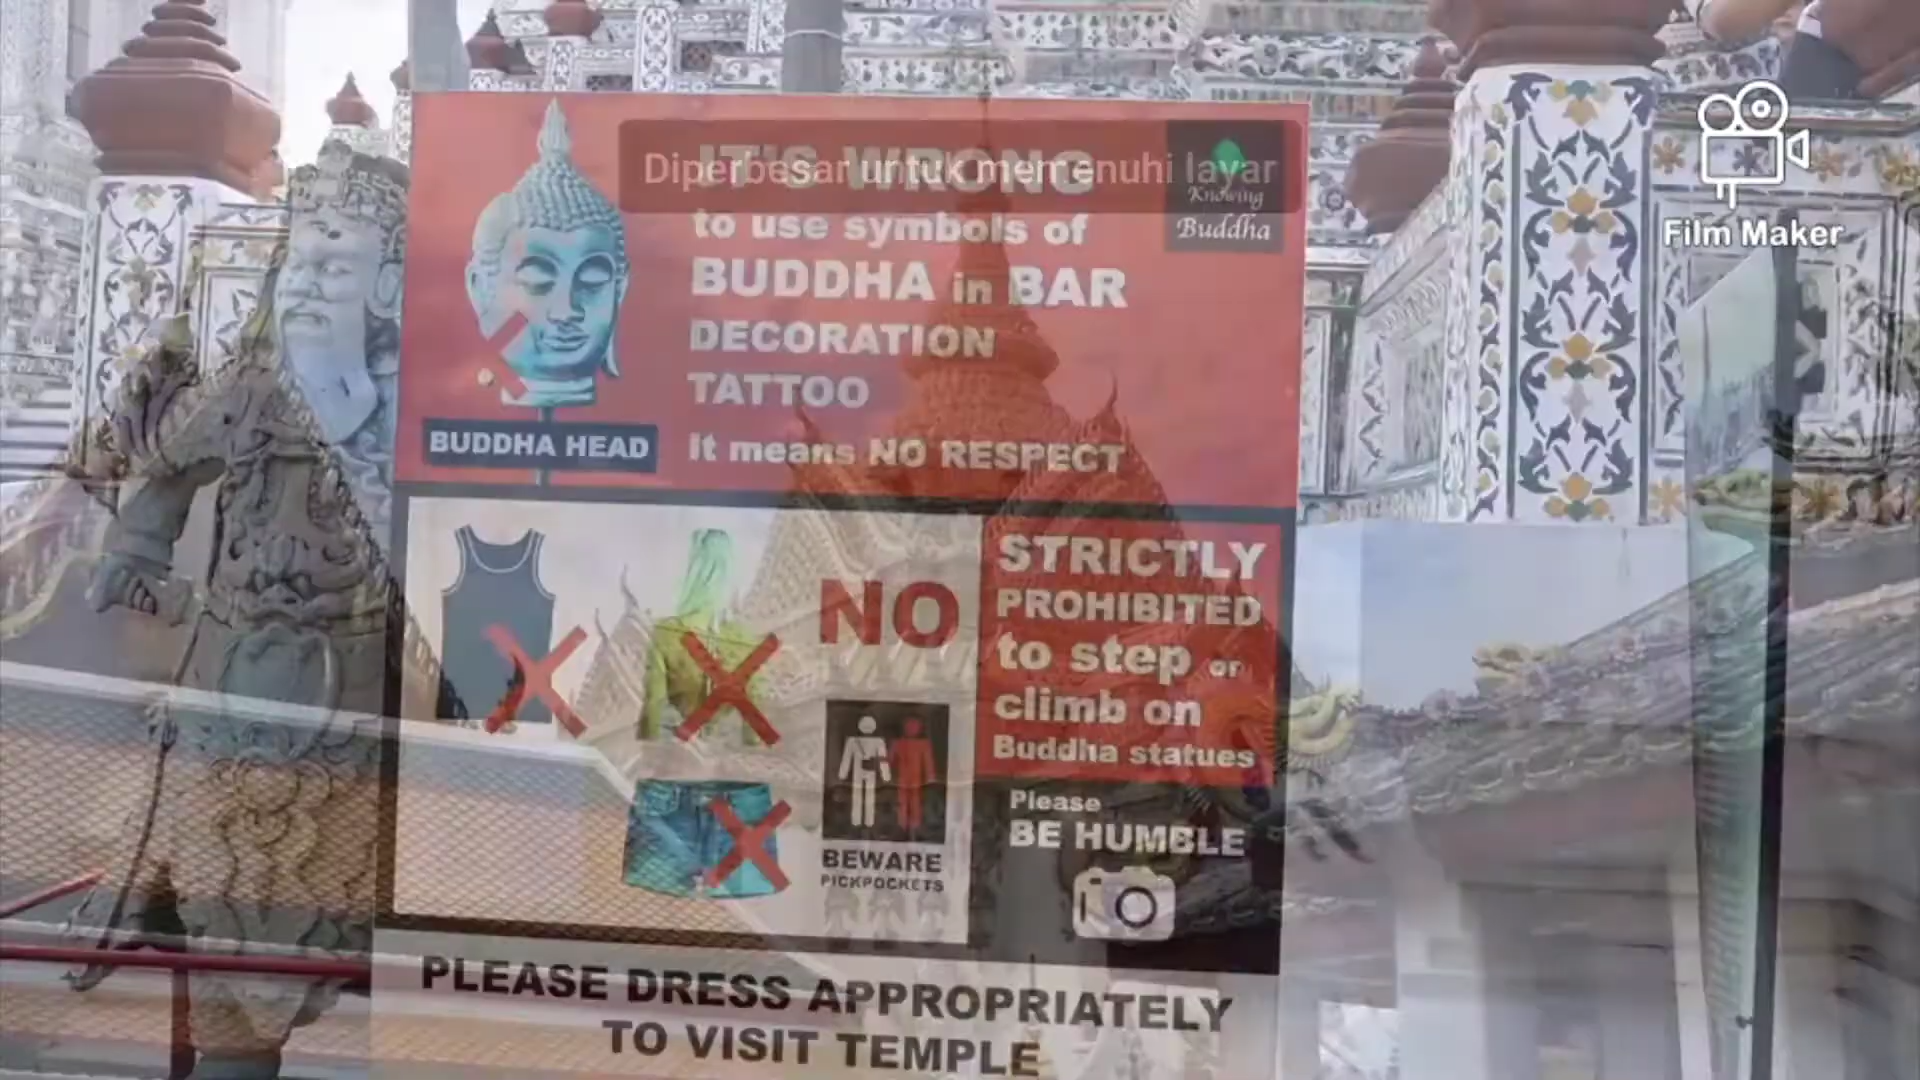 IT'S WRONG
Diperbesar untuk memenuhi layar
Knowing
Buddha
Film Maker
to use symbols of
BUDDHA in BAR
DECORATION
TATTOO
It means NO RESPECT
BUDDHA HEAD
NO
STRICTLY
PROHIBITED
to step or
climb on
Buddha statues
BEWARE
PICKPOCKETS
Please
BE HUMBLE
PLEASE DRESS APPROPRIATELY
TO VISIT TEMPLE